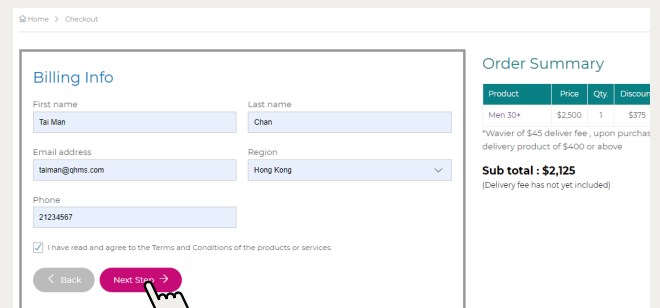 Home > Checkout
Billing Info
First name
Last name
Tai Man
Chan
Email address
Region
taiman@qhms.com
Hong Kong
Phone
21234567
I have read and agree to the Terms and Conditions of the products or services.
Back
Next Step
Order Summary
Product Price Qty. Discoun
Men 30+ $2,500 1 $375
*Wavier of $45 deliver fee , upon purchas
delivery product of $400 or above
Sub total : $2,125
(Delivery fee has not yet included)